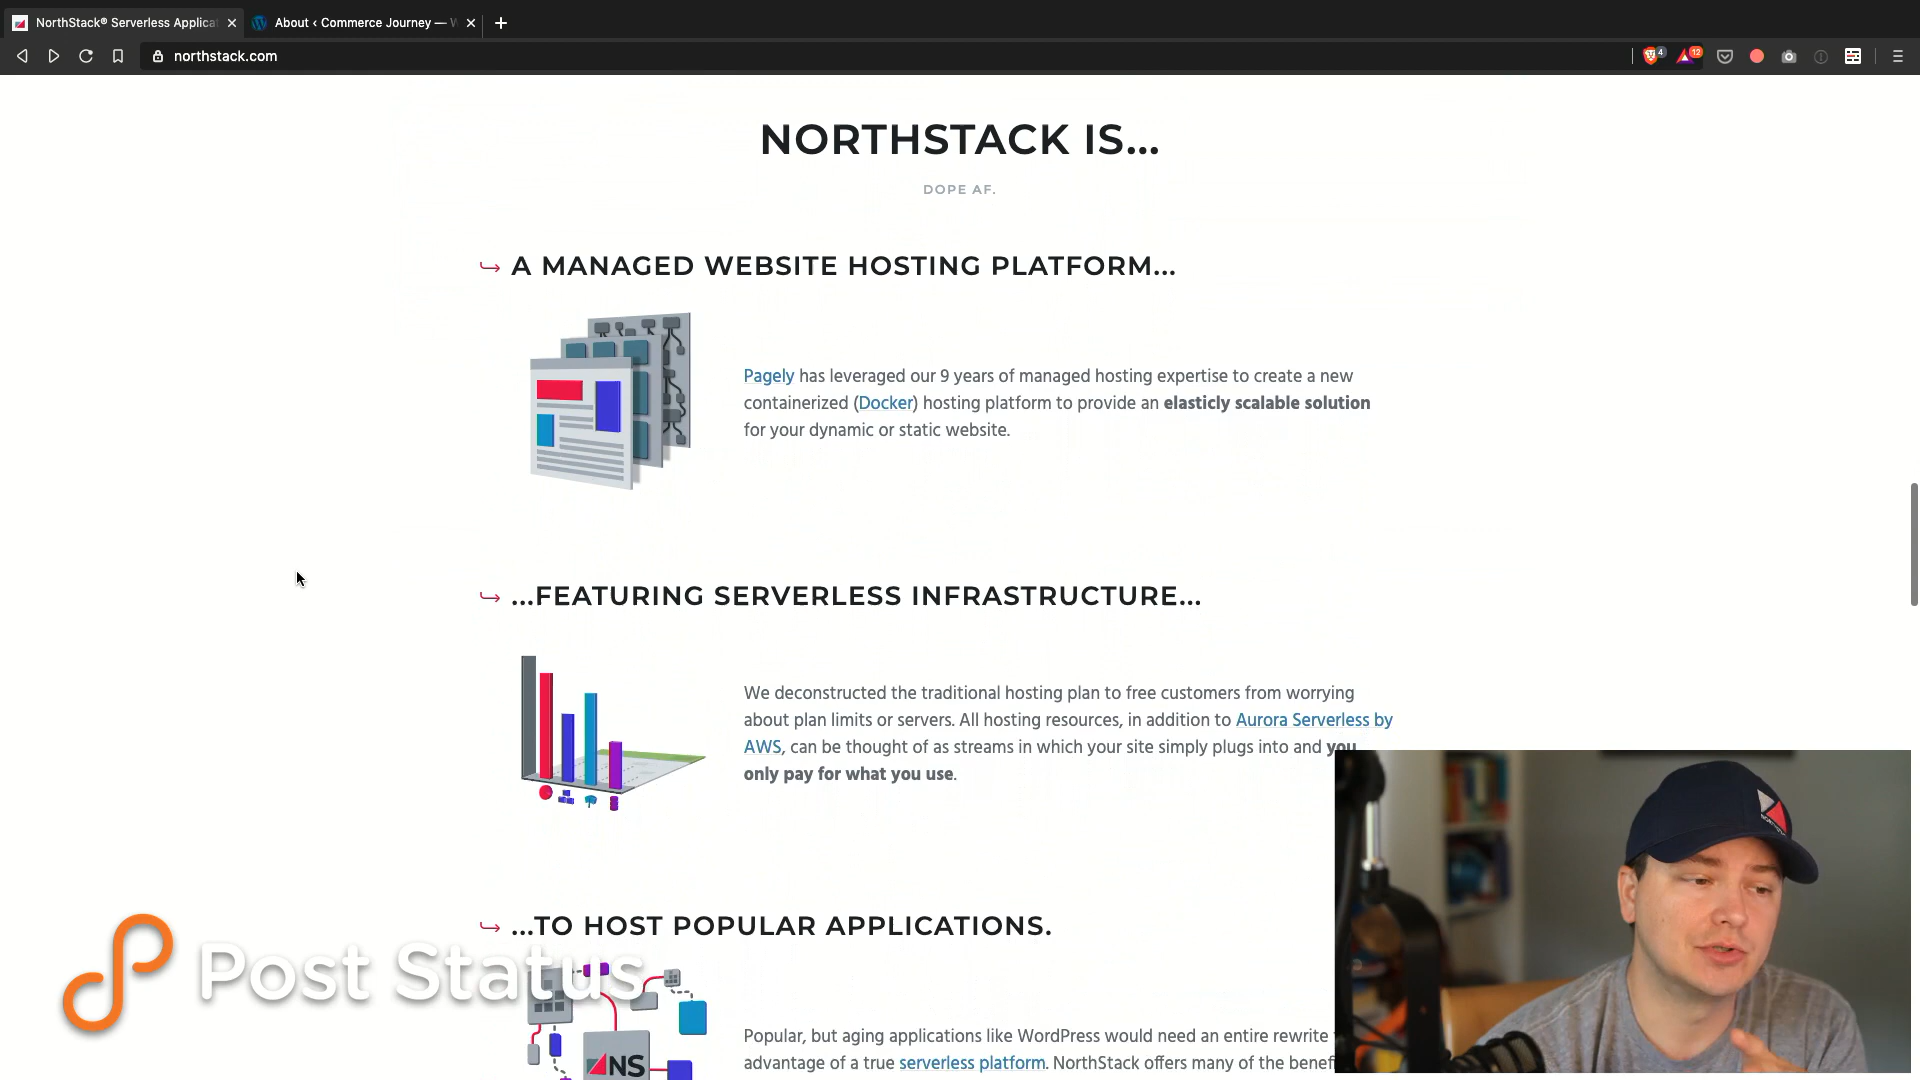 NorthStack® Serverless Applica
About ‹ Commerce Journey — W
northstack.com
4
12
NORTHSTACK IS...
DOPE AF.
A MANAGED WEBSITE HOSTING PLATFORM...
Pagely has leveraged our 9 years of managed hosting expertise to create a new
containerized (Docker) hosting platform to provide an elasticly scalable solution
for your dynamic or static website.
...FEATURING SERVERLESS INFRASTRUCTURE...
We deconstructed the traditional hosting plan to free customers from worrying
about plan limits or servers. All hosting resources, in addition to Aurora Serverless by
AWS, can be thought of as streams in which your site simply plugs into and you
only pay for what you use.
...TO HOST POPULAR APPLICATIONS.
Post Status
NS
Popular, but aging applications like WordPress would need an entire rewrite
advantage of a true serverless platform. NorthStack offers many of the benef